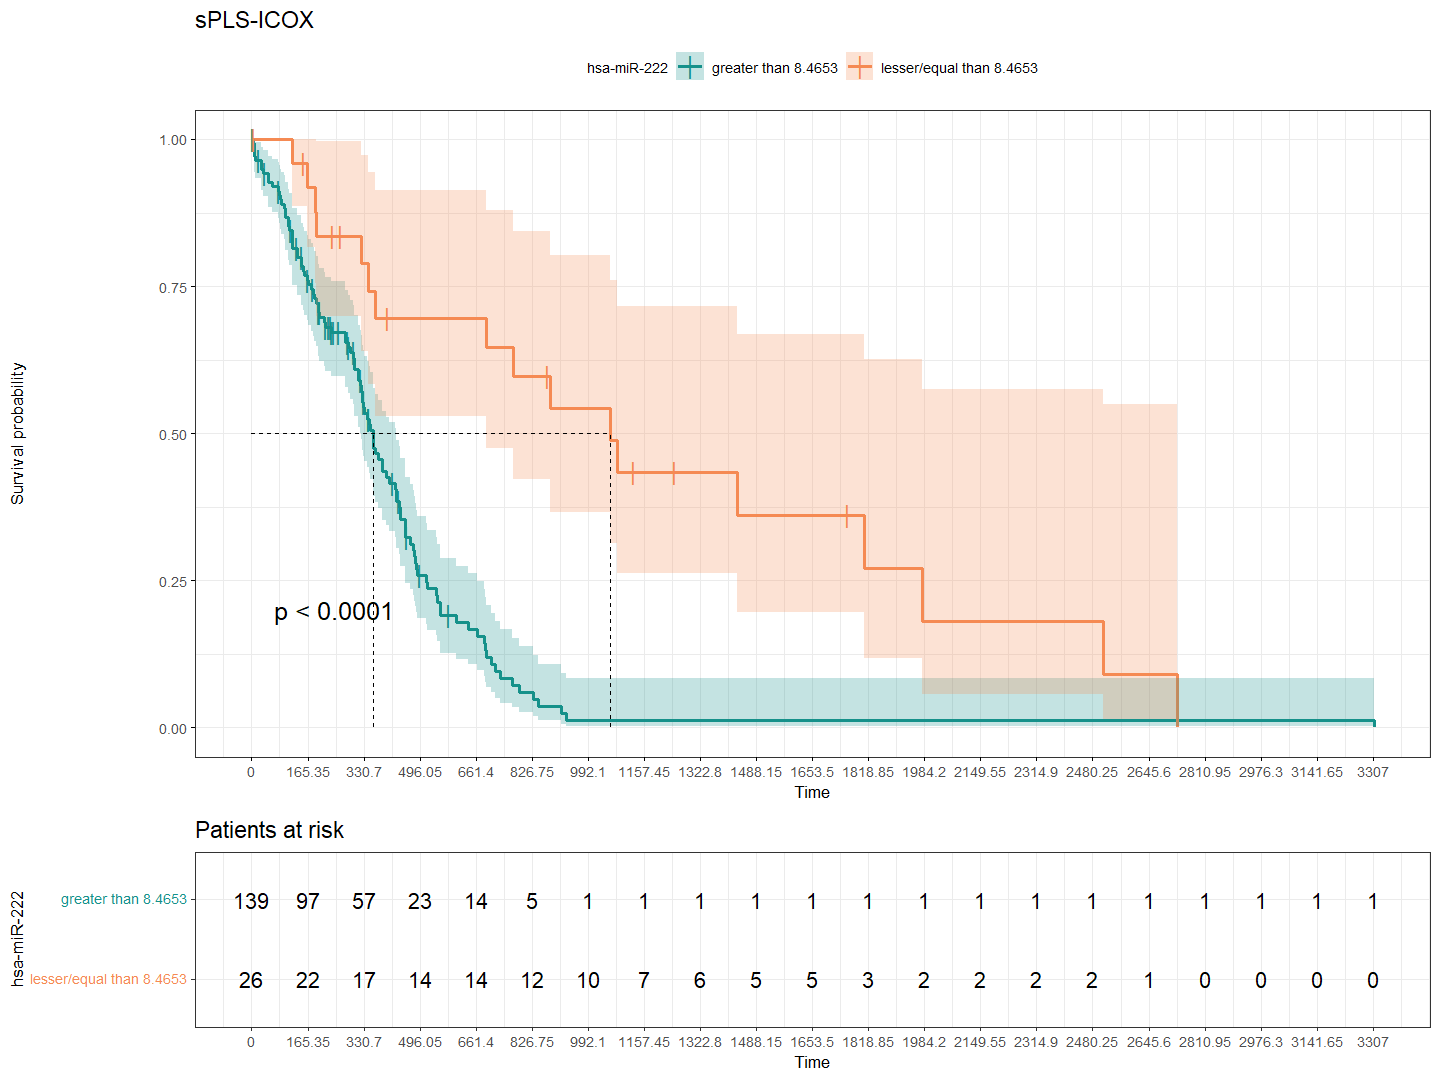 sPLS-ICOX
hsa-miR-222 greater than 8.4653 lesser/equal than 8.4653
Survival probability
1.00
0.75
0.50
0.25
0.00
p < 0.0001
0 165.35 330.7 496.05 661.4 826.75 992.1 1157.45 1322.8 1488.15 1653.5 1818.85 1984.2 2149.55 2314.9 2480.25 2645.6 2810.95 2976.3 3141.65 3307
Time
Patients at risk
hsa-miR-222
greater than 8.4653 139 97 57 23 14 5 1 1 1 1 1 1 1 1 1 1 1 1 1 1 1
lesser/equal than 8.4653 26 22 17 14 14 12 10 7 6 5 5 3 2 2 2 2 1 0 0 0 0
0 165.35 330.7 496.05 661.4 826.75 992.1 1157.45 1322.8 1488.15 1653.5 1818.85 1984.2 2149.55 2314.9 2480.25 2645.6 2810.95 2976.3 3141.65 3307
Time